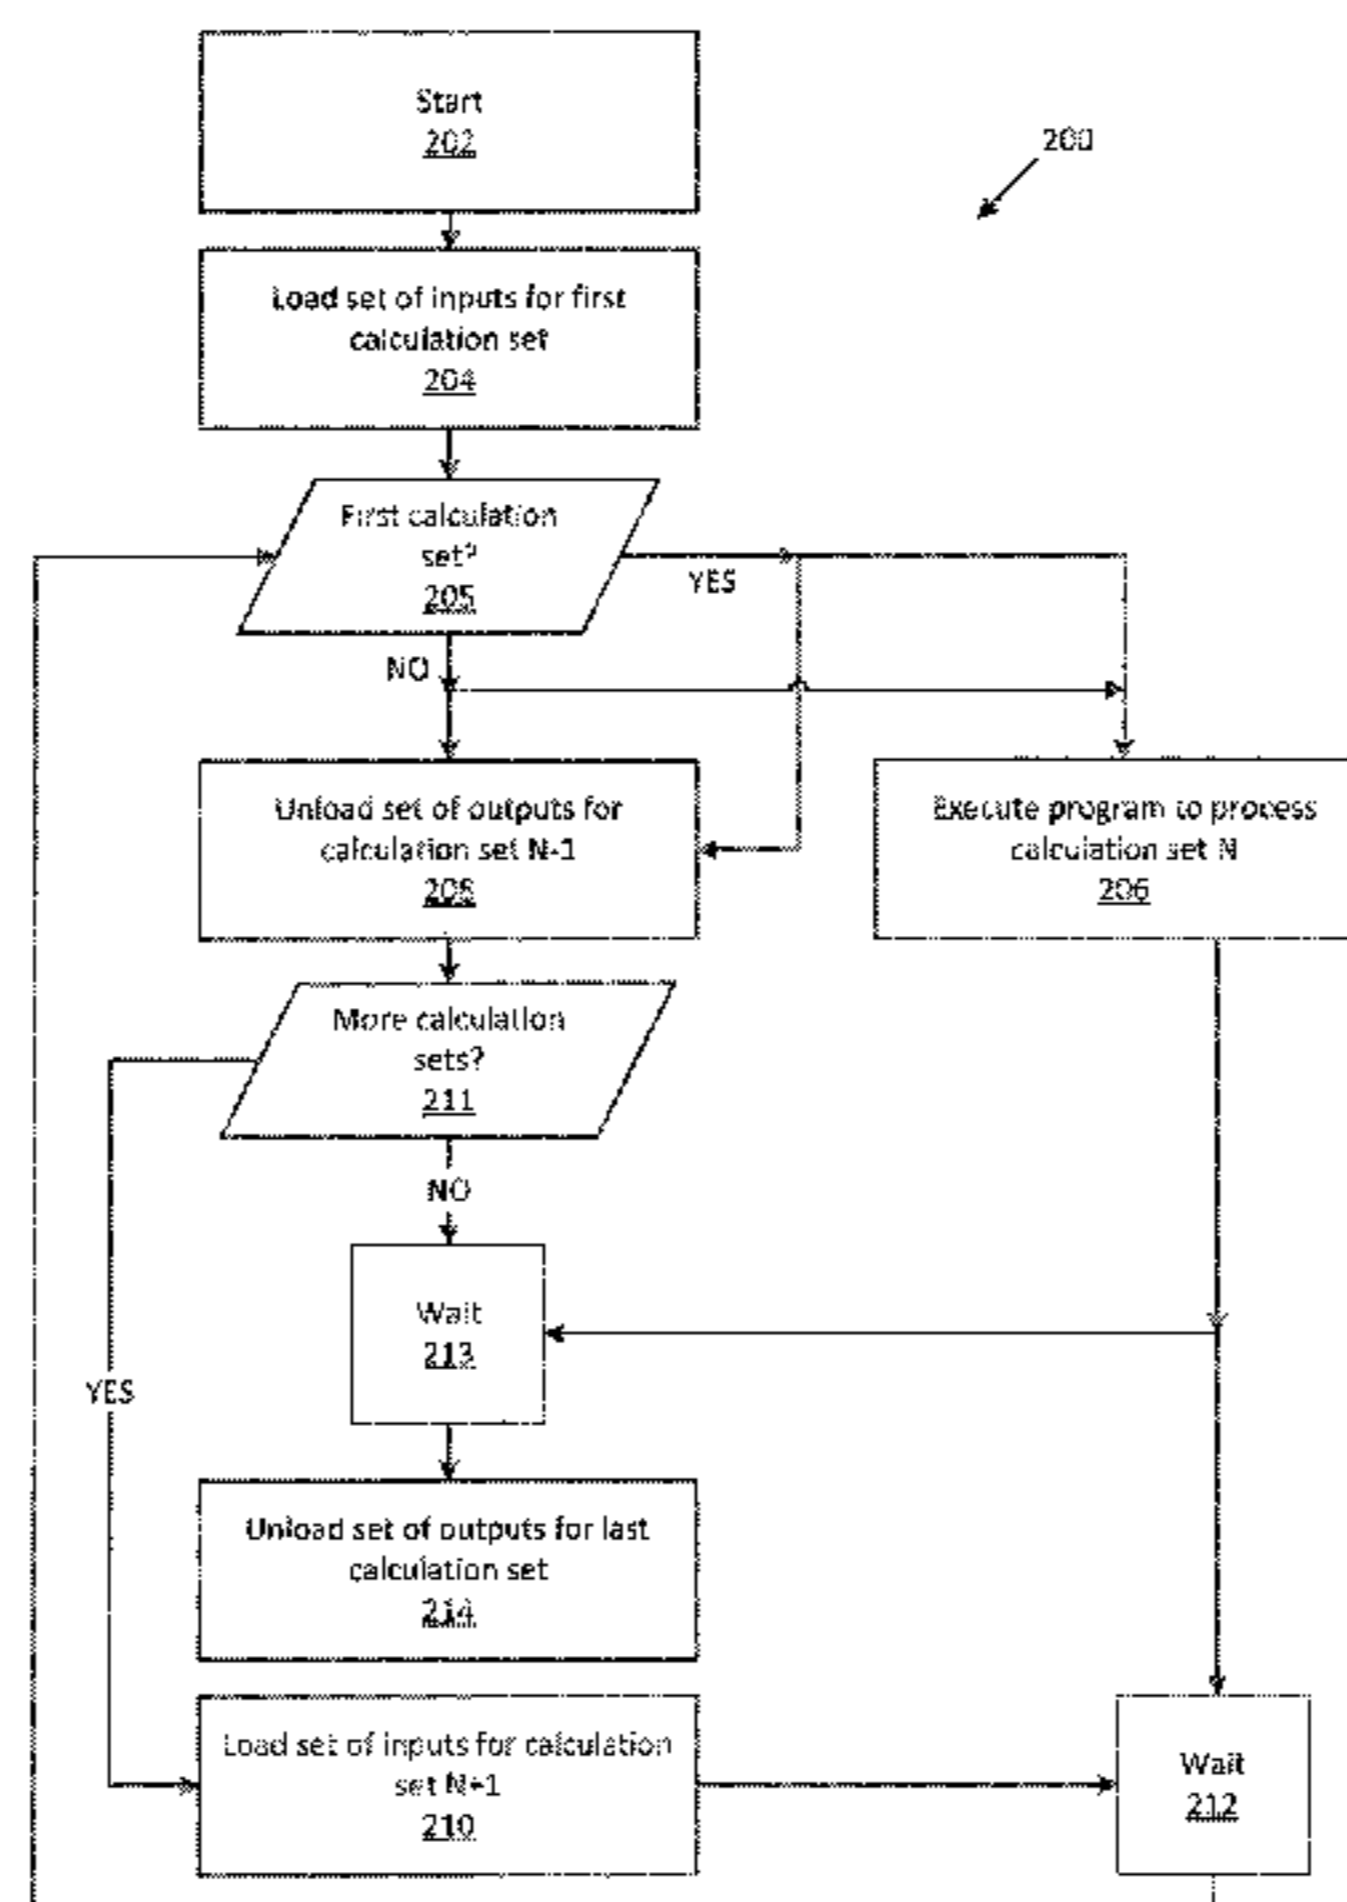 Start
202
200
Load set of inputs for first
calculation set
204
First calculation
set?
205
YES
NO
Unload set of outputs for
calculation set N-1
208
Execute program to process
calculation set N
206
More calculation
sets?
211
NO
Wait
213
YES
Unload set of outputs for last
calculation set
214
Load set of inputs for calculation
set N+1
210
Wait
212